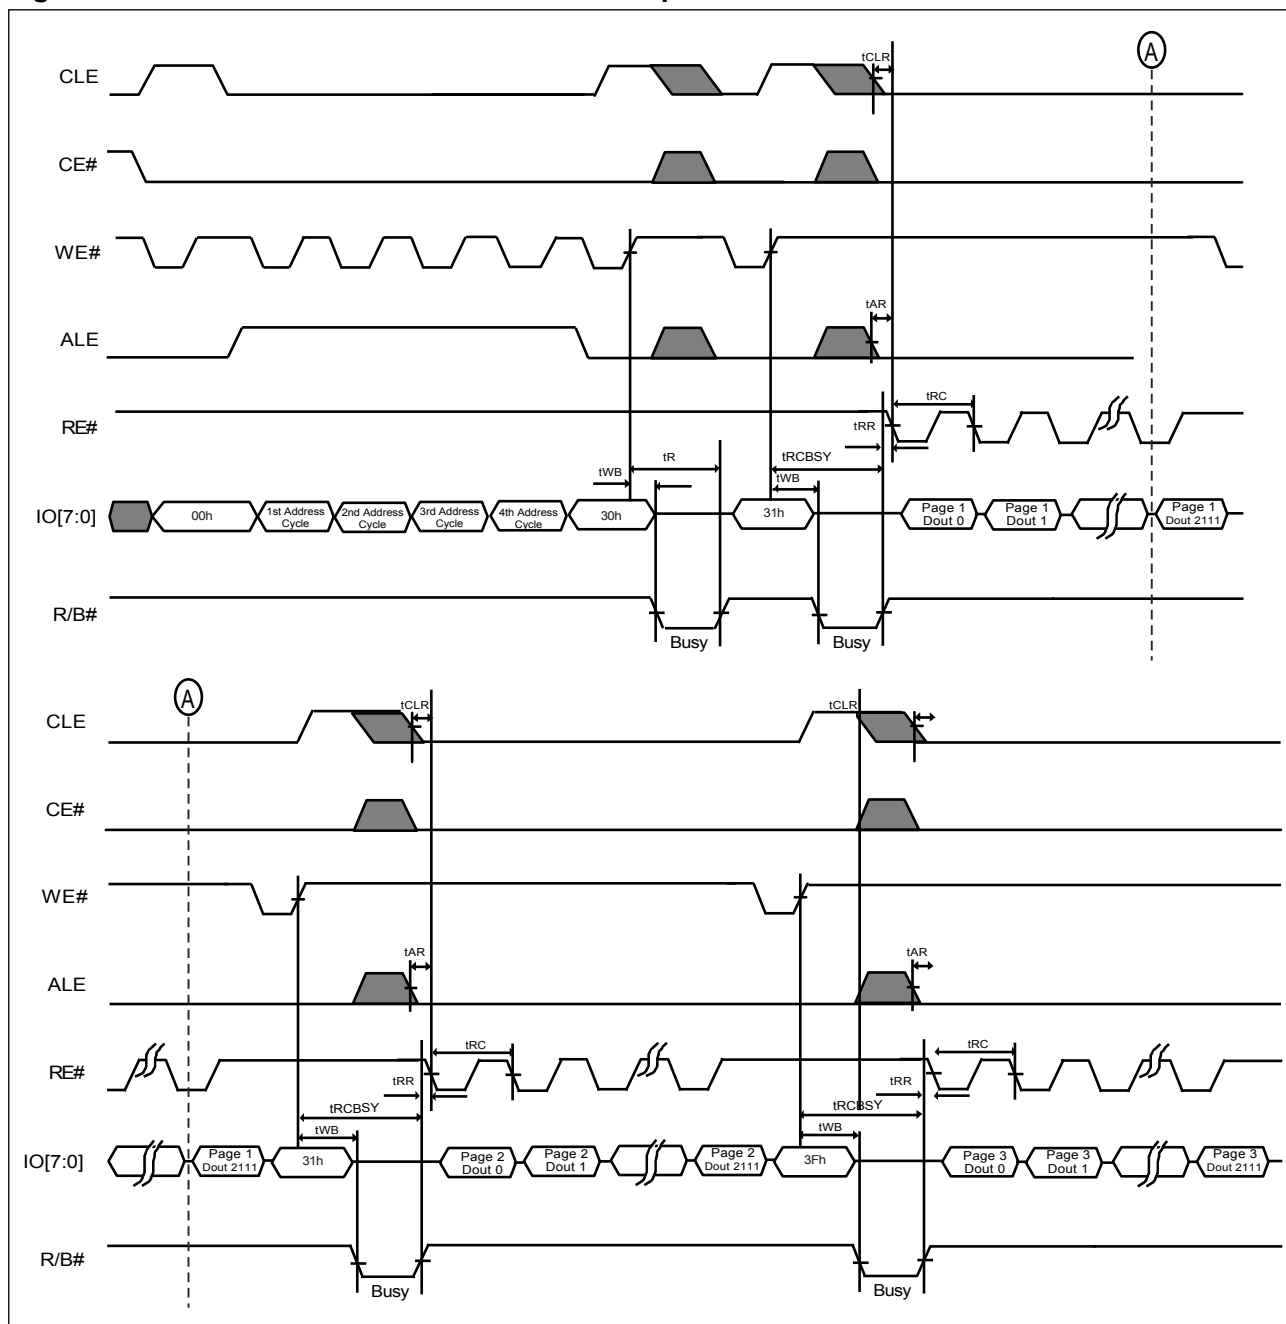 A
tCLR
CLE
CE#
WE#
tAR
ALE
tRC
RE#
tRR
tR
tRCBSY
tWB
tWB
IO[7:0]
00h
1st Address
Cycle
2nd Address
Cycle
3rd Address
Cycle
4th Address
Cycle
30h
31h
Page 1
Dout 0
Page 1
Dout 1
Page 1
Dout 2111
R/B#
Busy
Busy
A
tCLR
tCLR
CLE
CE#
WE#
tAR
tAR
ALE
tRC
tRC
RE#
tRR
tRR
tRCBSY
tRCBSY
tWB
tWB
IO[7:0]
Page 1
Dout 2111
31h
Page 2
Dout 0
Page 2
Dout 1
Page 2
Dout 2111
3Fh
Page 3
Dout 0
Page 3
Dout 1
Page 3
Dout 2111
R/B#
Busy
Busy